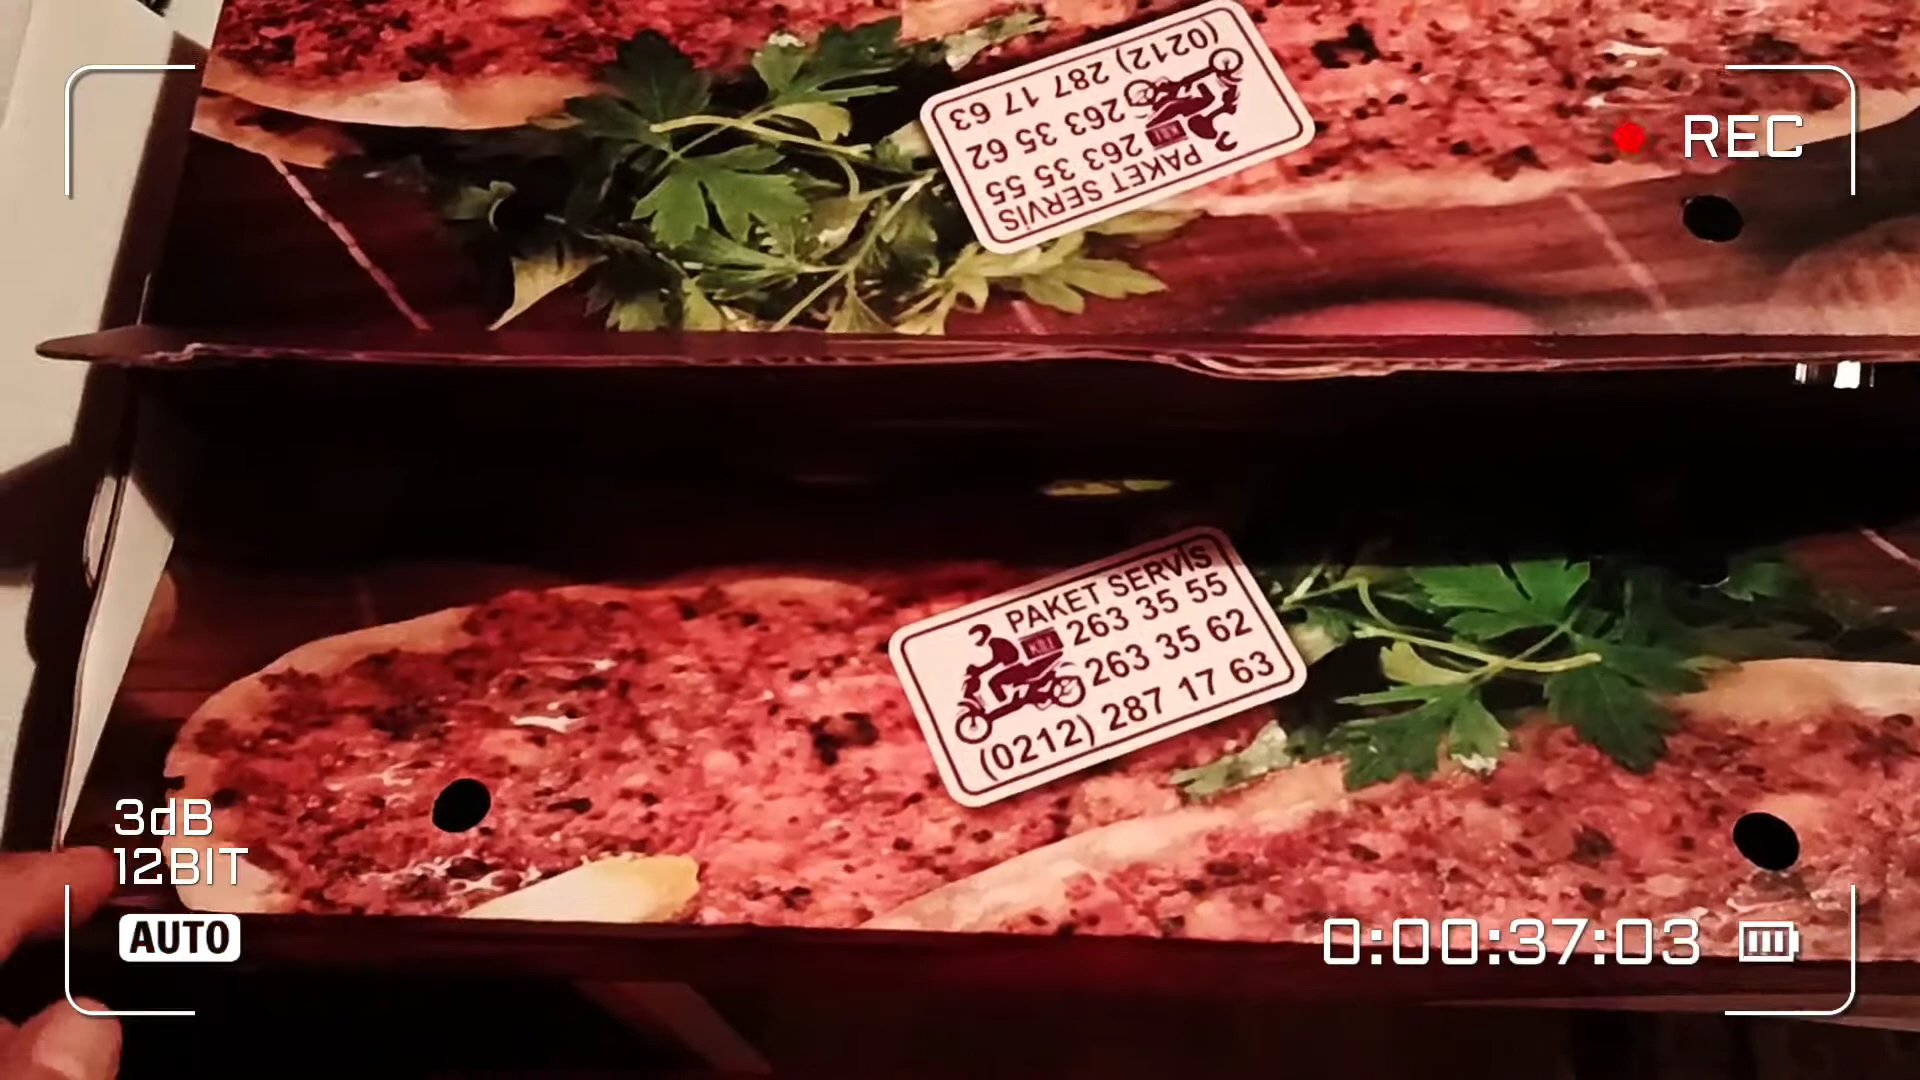 (0212) 287 17 63
263 35 62
263 35 55
PAKET SERVİS
REC
PAKET SERVİS
263 35 55
263 35 62
(0212) 287 17 63
3dB
12BIT
AUTO
0:00:37:03